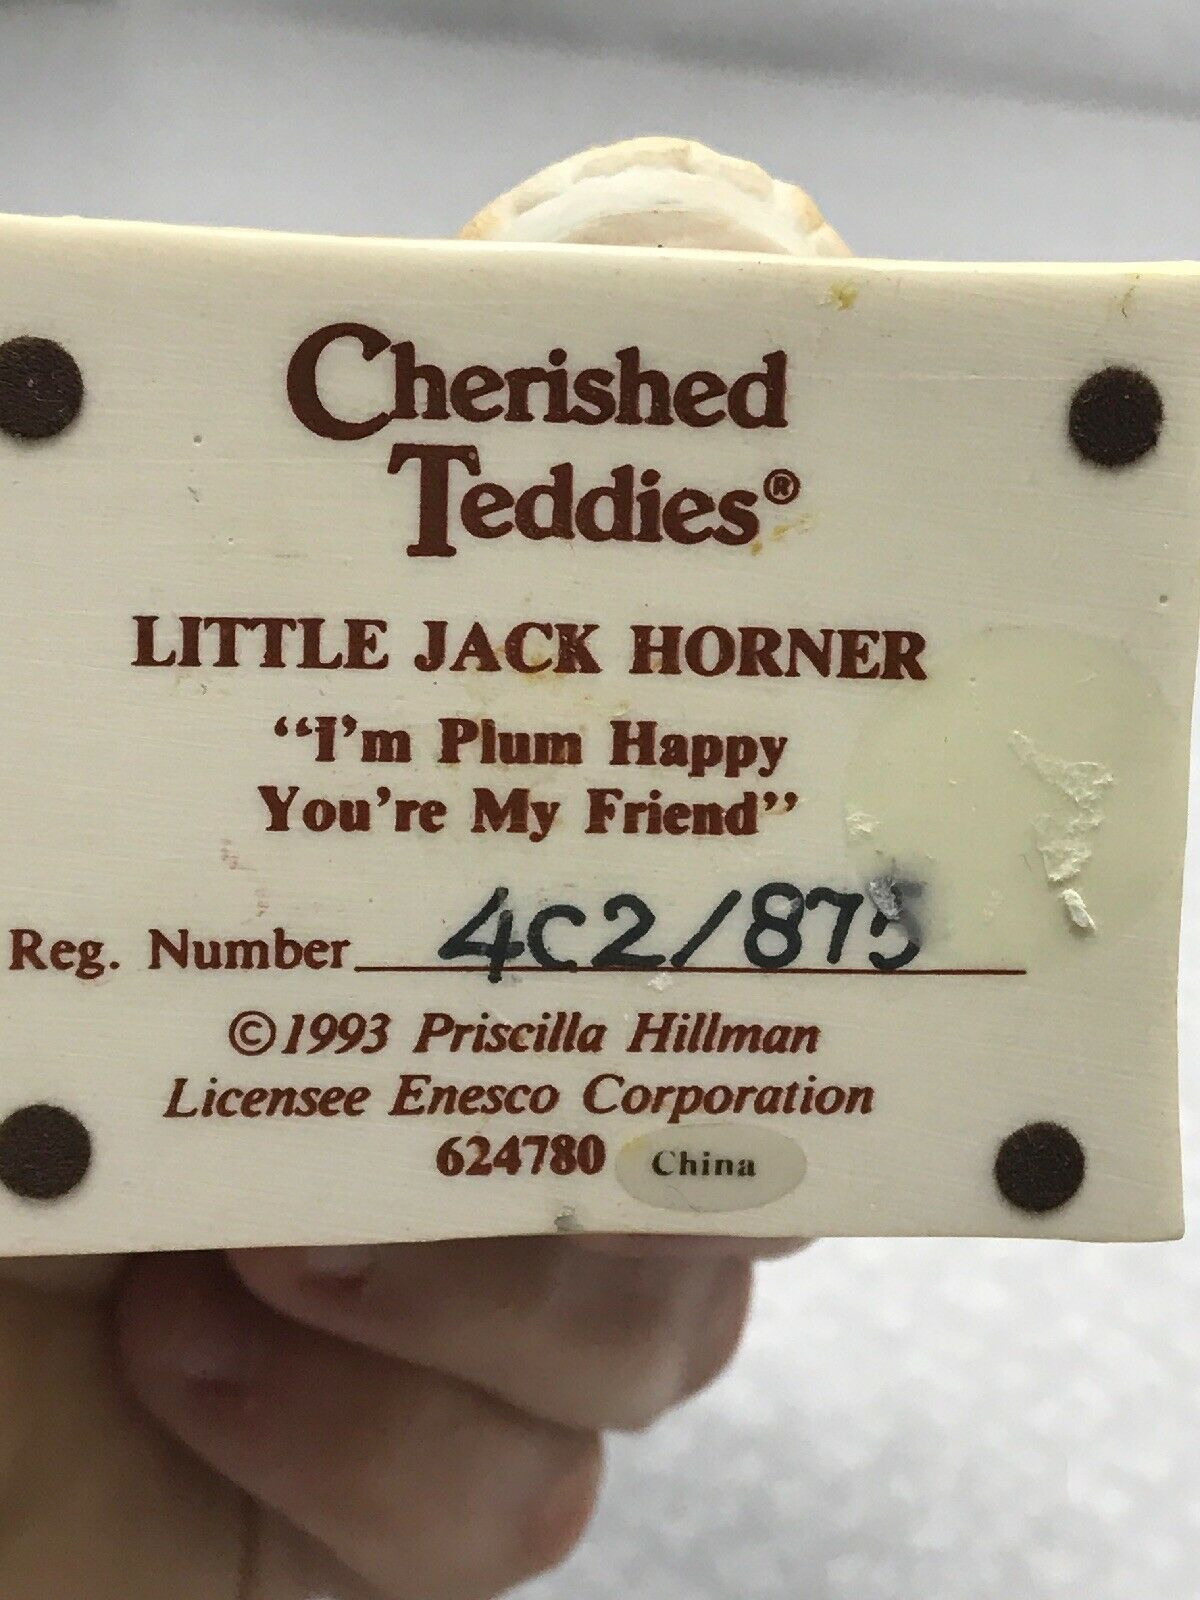 Cherished
Teddies®
LITTLE JACK HORNER
“I’m Plum Happy
You’re My Friend”
Reg. Number 4C2/875
©1993 Priscilla Hillman
Licensee Enesco Corporation
624780 China